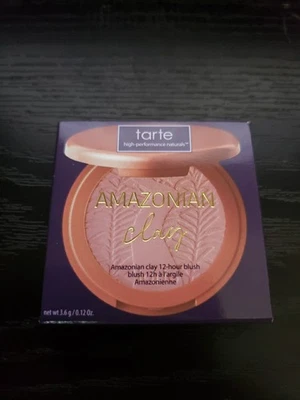 tarte
high-performance naturals™
AMAZONIAN
clay
Amazonian clay 12-hour blush
blush 12h à l'argile
Amazonienne
net wt. 3.6 g / 0.12 Oz.